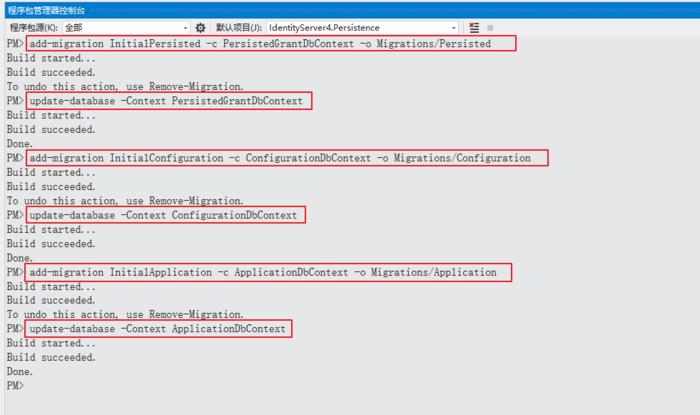 程序包管理器控制台
程序包源(K): 全部 默认项目(J): IdentityServer4.Persistence
PM> add-migration InitialPersisted -c PersistedGrantDbContext -o Migrations/Persisted
Build started...
Build succeeded.
To undo this action, use Remove-Migration.
PM> update-database -Context PersistedGrantDbContext
Build started...
Build succeeded.
Done.
PM> add-migration InitialConfiguration -c ConfigurationDbContext -o Migrations/Configuration
Build started...
Build succeeded.
To undo this action, use Remove-Migration.
PM> update-database -Context ConfigurationDbContext
Build started...
Build succeeded.
Done.
PM> add-migration InitialApplication -c ApplicationDbContext -o Migrations/Application
Build started...
Build succeeded.
To undo this action, use Remove-Migration.
PM> update-database -Context ApplicationDbContext
Build started...
Build succeeded.
Done.
PM>